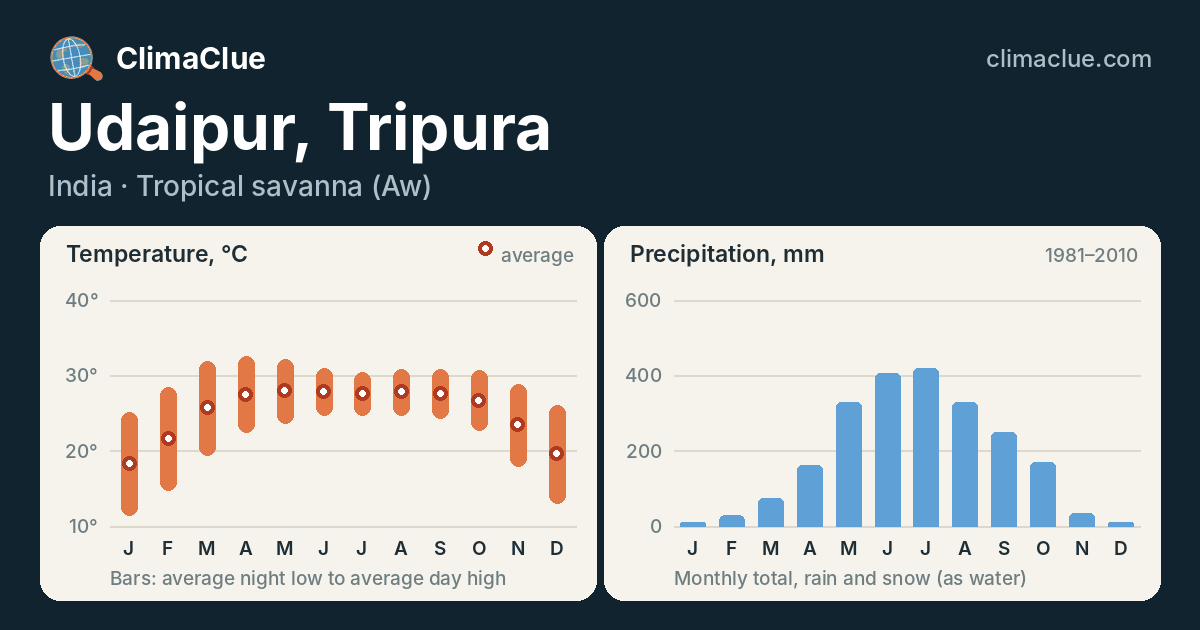 ClimaClue
climaclue.com
Udaipur, Tripura
India · Tropical savanna (Aw)
Temperature, °C
average
40°
30°
20°
10°
J F M A M J J A S O N D
Bars: average night low to average day high
Precipitation, mm
1981–2010
600
400
200
0
J F M A M J J A S O N D
Monthly total, rain and snow (as water)